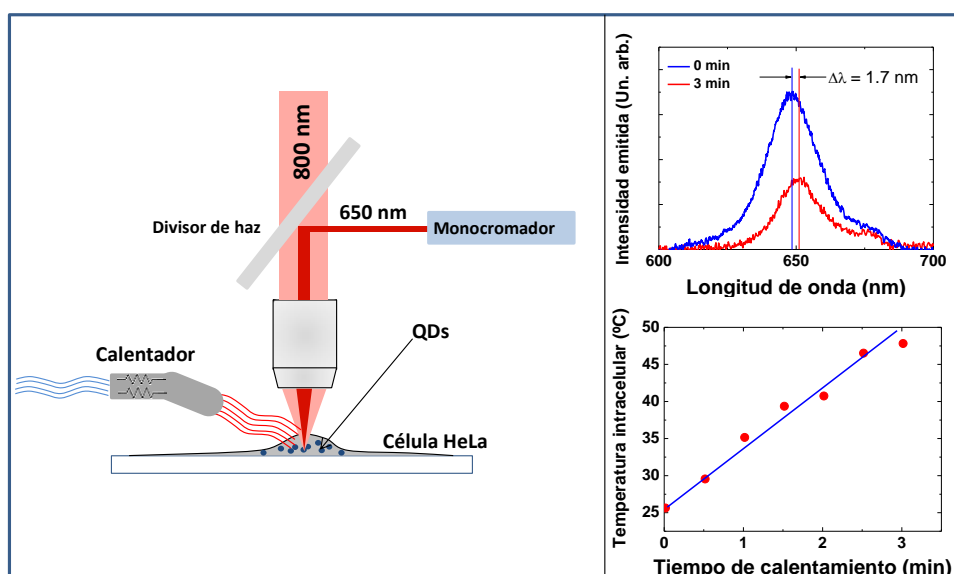 800 nm
650 nm
Divisor de haz
Monocromador
QDs
Calentador
Célula HeLa
0 min
3 min
Δλ = 1.7 nm
Intensidad emitida (Un. arb.)
600
650
700
Longitud de onda (nm)
Temperatura intracelular (ºC)
50
45
40
35
30
25
0
1
2
3
Tiempo de calentamiento (min)